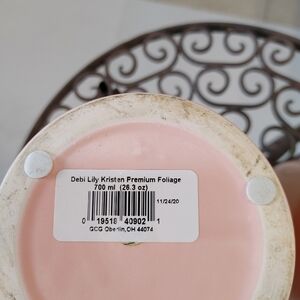 Debi Lily Kristen Premium Foliage
700 ml (26.3 oz)
11/24/20
0 19518 40902 1
GCG Oberlin, OH 44074